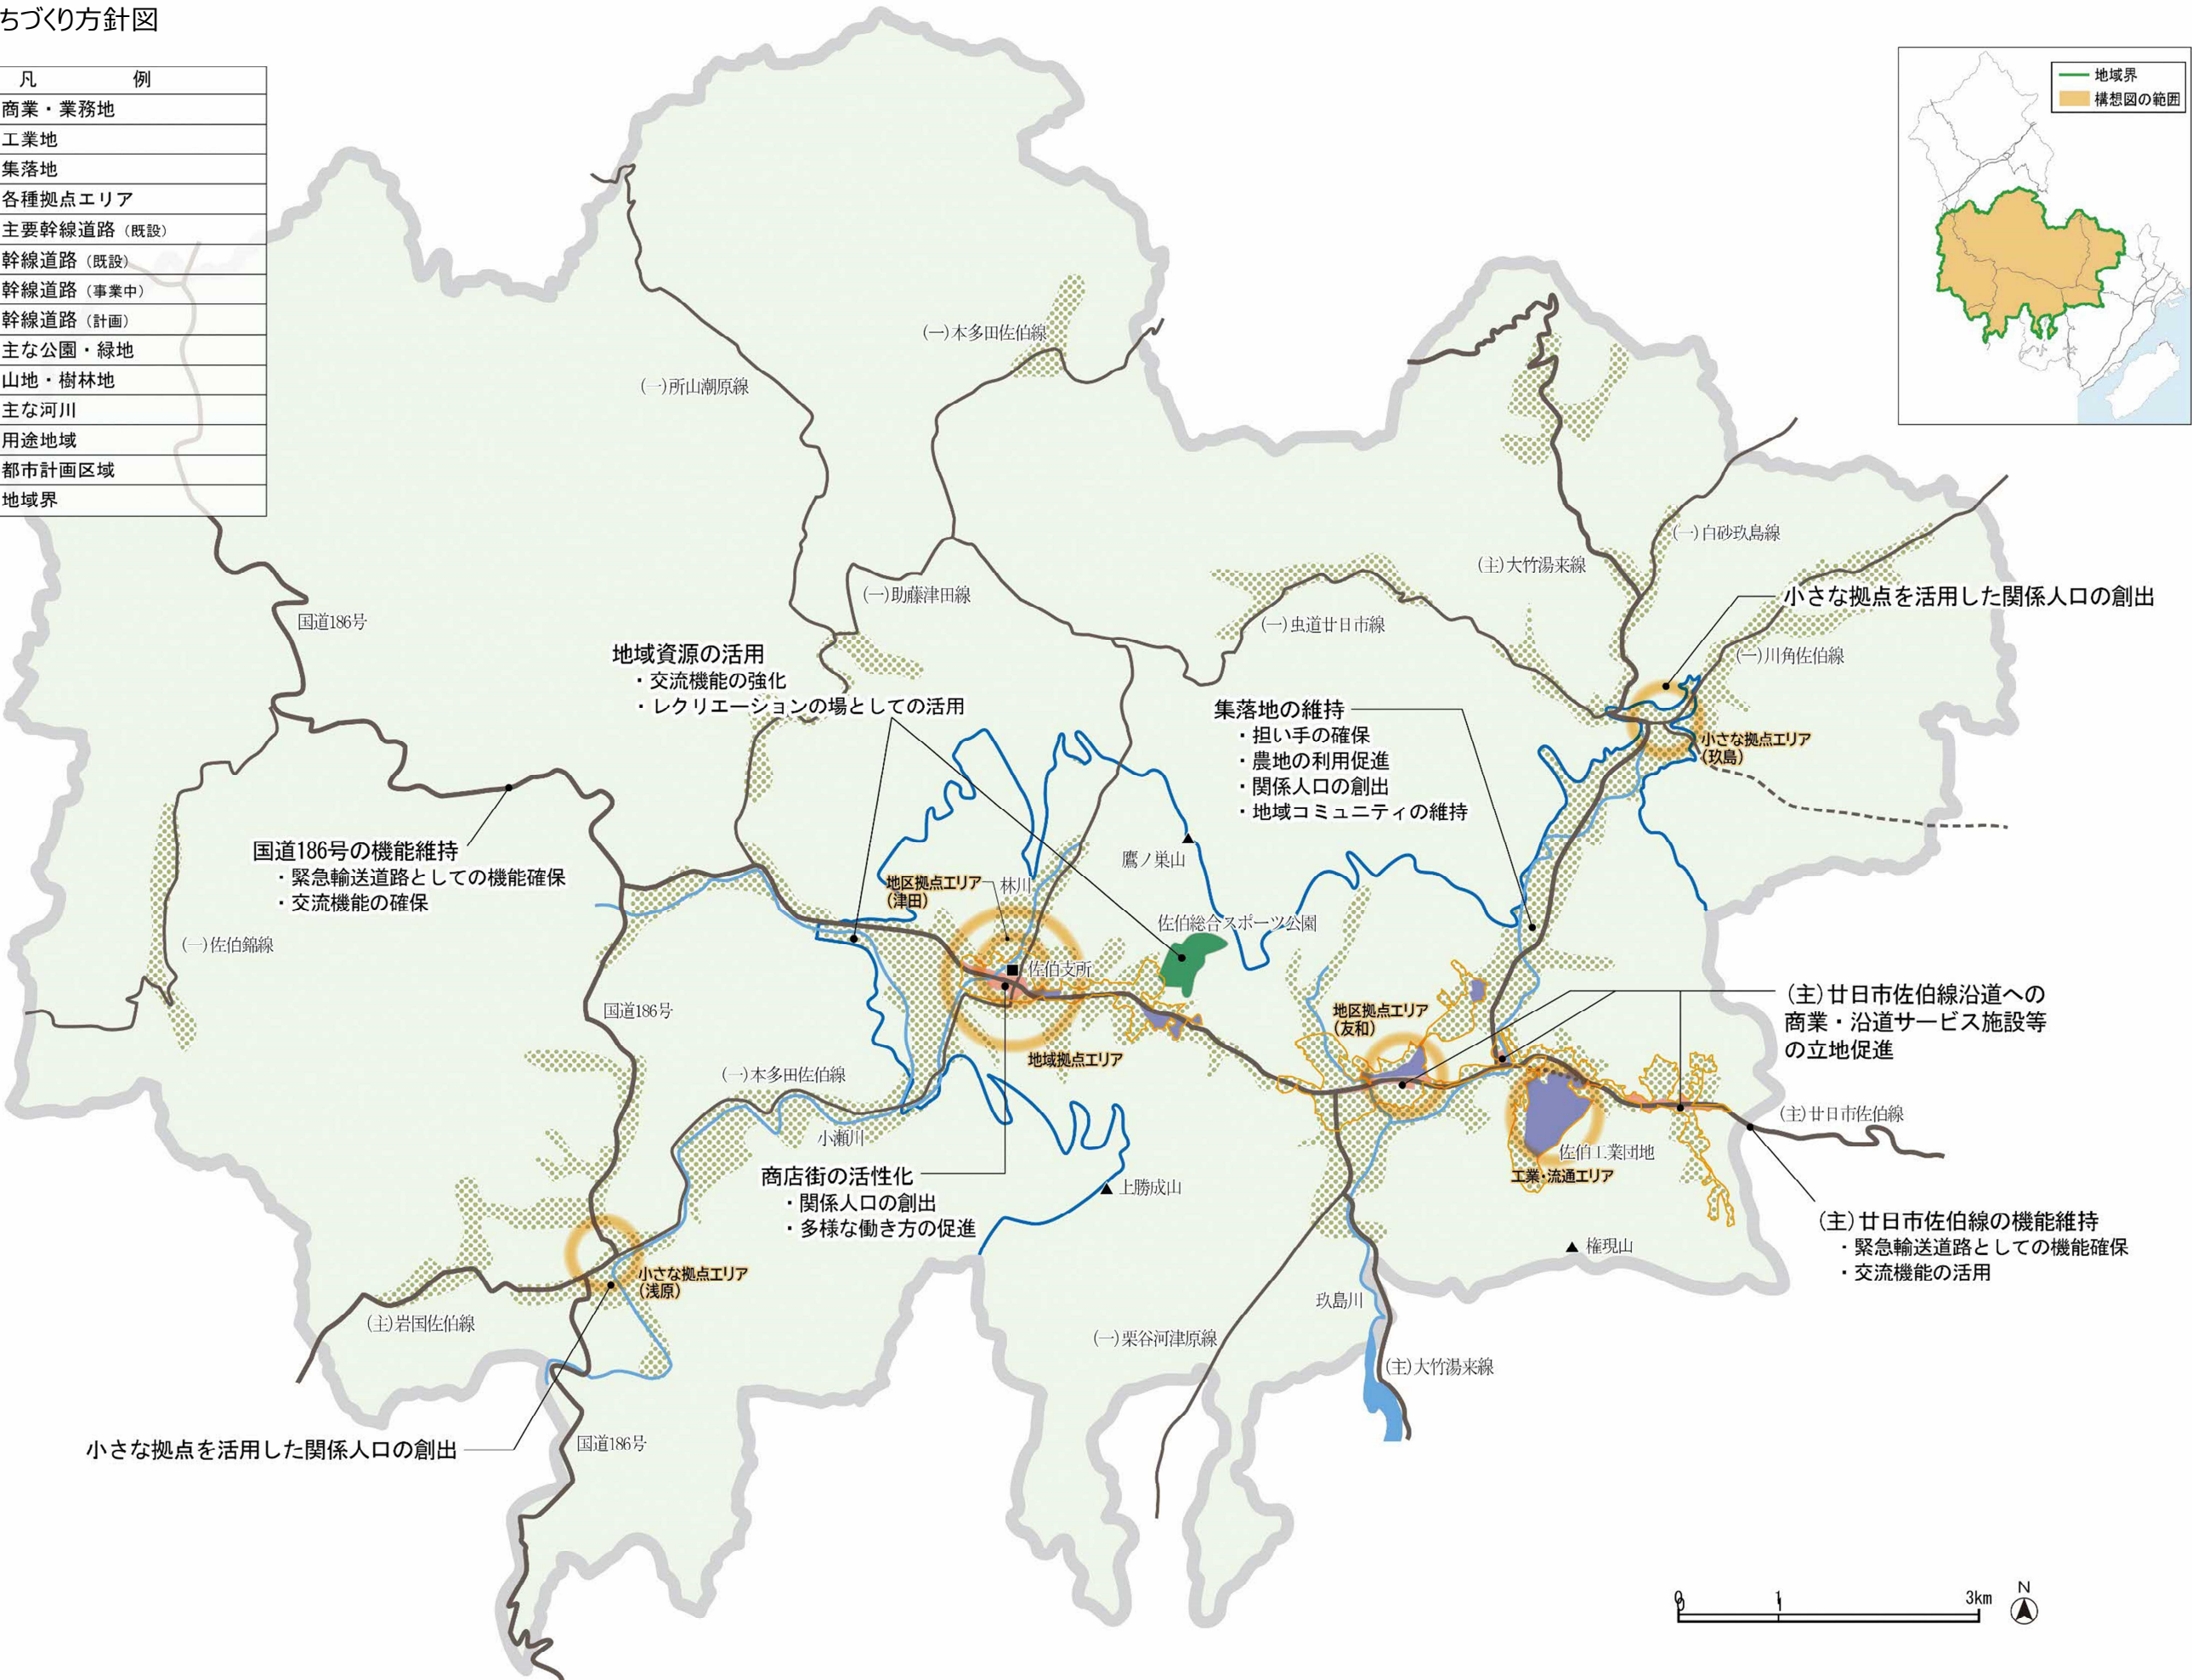 ちづくり方針図
凡　例
商業・業務地
工業地
集落地
各種拠点エリア
主要幹線道路（既設）
幹線道路（既設）
幹線道路（事業中）
幹線道路（計画）
主な公園・緑地
山地・樹林地
主な河川
用途地域
都市計画区域
地域界
地域界
構想図の範囲
(一)本多田佐伯線
(一)所山潮原線
(一)白砂玖島線
(主)大竹湯来線
(一)助藤津田線
小さな拠点を活用した関係人口の創出
国道186号
(一)虫道廿日市線
地域資源の活用
・交流機能の強化
・レクリエーションの場としての活用
(一)川角佐伯線
集落地の維持
・担い手の確保
・農地の利用促進
・関係人口の創出
・地域コミュニティの維持
小さな拠点エリア
(玖島)
国道186号の機能維持
・緊急輸送道路としての機能確保
・交流機能の確保
鷹ノ巣山
地区拠点エリア
(津田)
林川
佐伯総合スポーツ公園
(一)佐伯錦線
佐伯支所
国道186号
地区拠点エリア
(友和)
(主)廿日市佐伯線沿道への
商業・沿道サービス施設等
の立地促進
地域拠点エリア
(一)本多田佐伯線
(主)廿日市佐伯線
小瀬川
佐伯工業団地
工業・流通エリア
商店街の活性化
・関係人口の創出
・多様な働き方の促進
上勝成山
(主)廿日市佐伯線の機能維持
・緊急輸送道路としての機能確保
・交流機能の活用
権現山
小さな拠点エリア
(浅原)
玖島川
(主)岩国佐伯線
(一)栗谷河津原線
(主)大竹湯来線
小さな拠点を活用した関係人口の創出
国道186号
0 1 3km
N